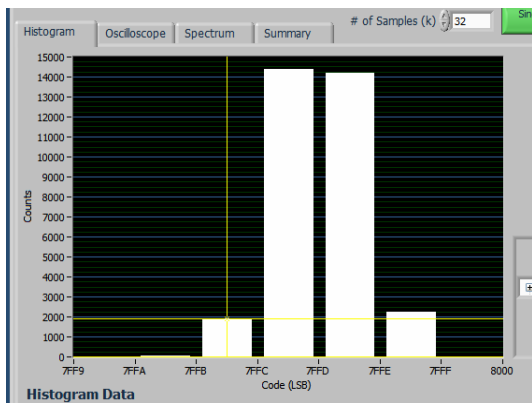 # of Samples (k) 32 Sin
Histogram Oscilloscope Spectrum Summary
15000
14000
13000
12000
11000
10000
9000
8000
7000
6000
5000
4000
3000
2000
1000
0
Counts
7FF9 7FFA 7FFB 7FFC 7FFD 7FFE 7FFF 8000
Code (LSB)
Histogram Data